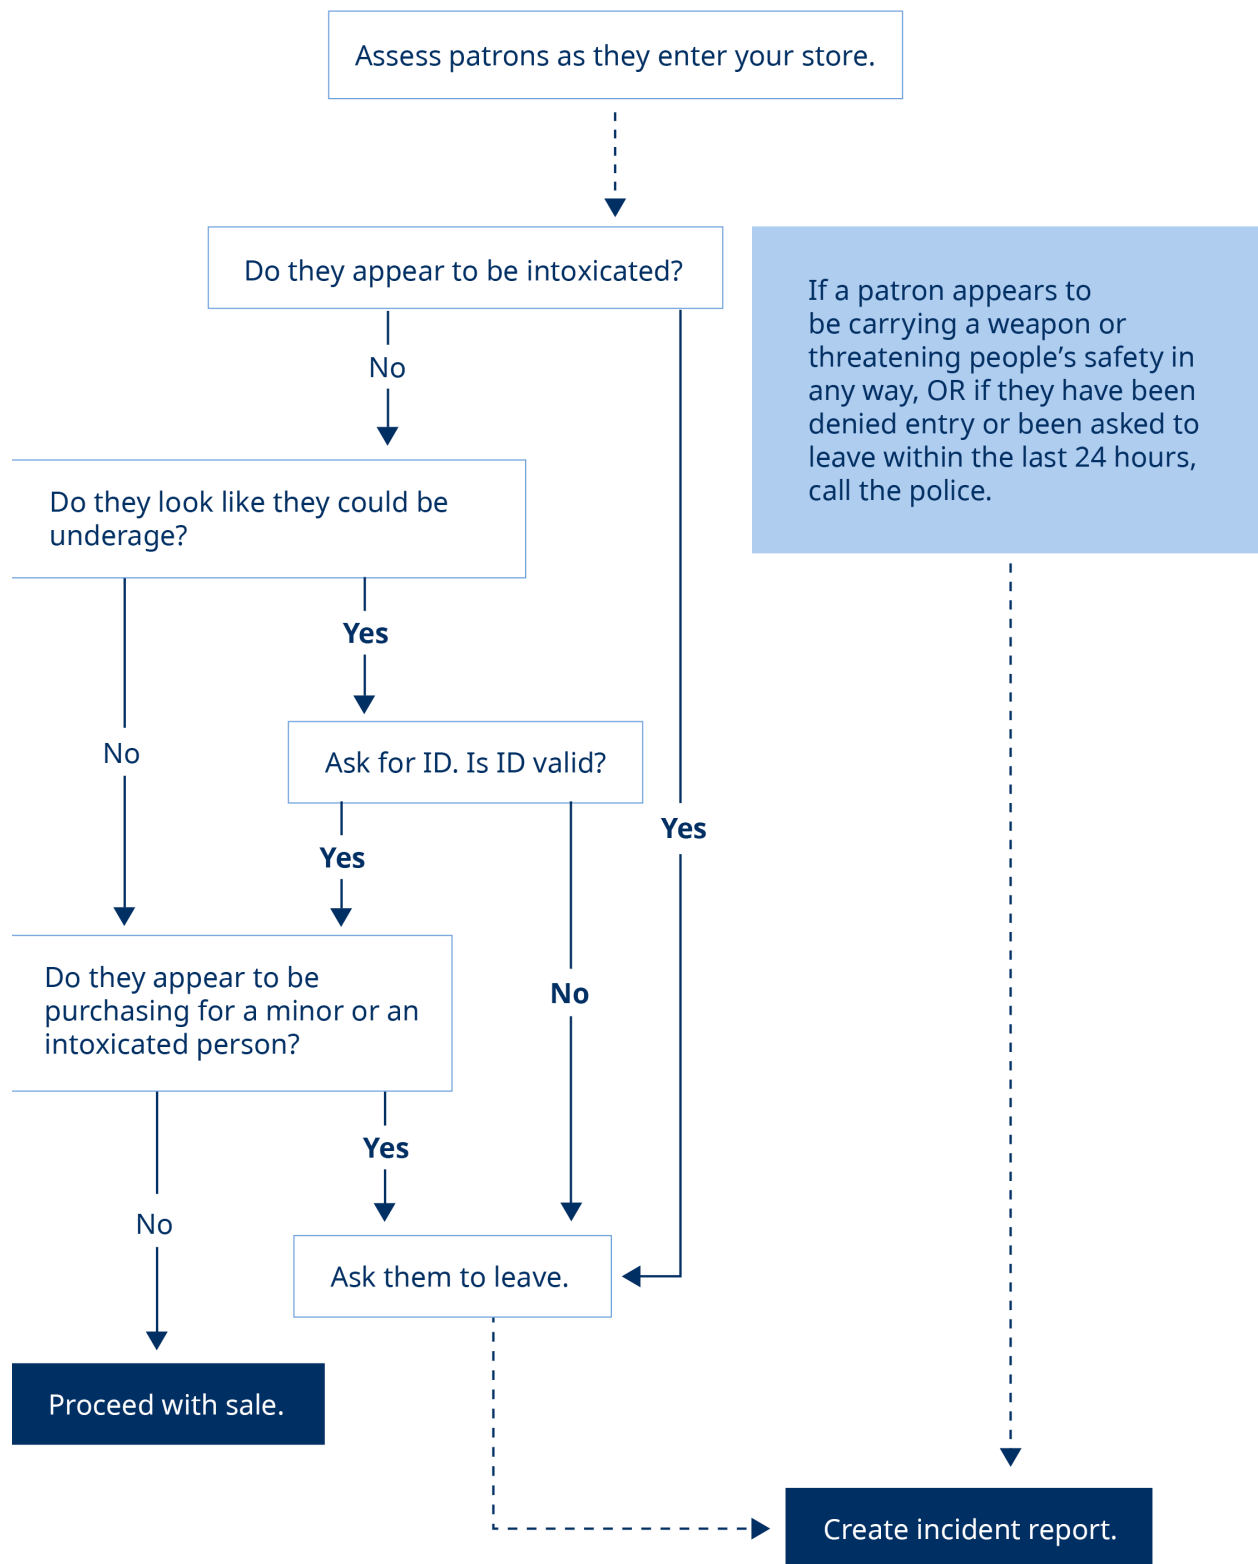 Assess patrons as they enter your store.
Do they appear to be intoxicated?
If a patron appears to
be carrying a weapon or
threatening people’s safety in
any way, OR if they have been
denied entry or been asked to
leave within the last 24 hours,
call the police.
No
Do they look like they could be
underage?
Yes
No
Ask for ID. Is ID valid?
Yes
Yes
Do they appear to be
purchasing for a minor or an
intoxicated person?
No
Yes
No
Ask them to leave.
Proceed with sale.
Create incident report.